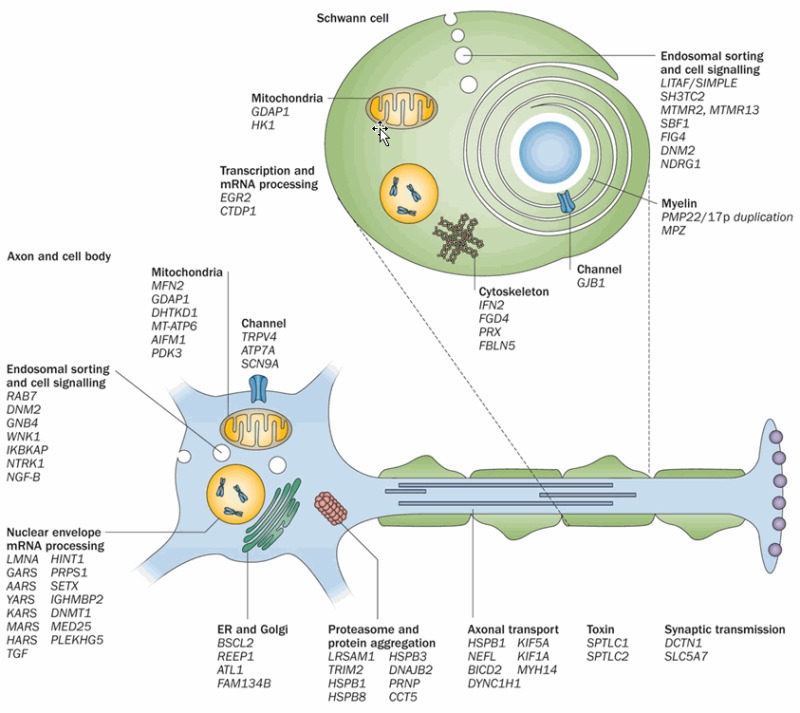 Schwann cell
Endosomal sorting
and cell signalling
LITAF/SIMPLE
SH3TC2
MTMR2, MTMR13
SBF1
FIG4
DNM2
NDRG1
Mitochondria
GDAP1
HK1
Transcription and
mRNA processing
EGR2
CTDP1
Myelin
PMP22/17p duplication
MPZ
Channel
GJB1
Cytoskeleton
IFN2
FGD4
PRX
FBLN5
Axon and cell body
Mitochondria
MFN2
GDAP1
DHTKD1
MT-ATP6
AIFM1
PDK3
Channel
TRPV4
ATP7A
SCN9A
Endosomal sorting
and cell signalling
RAB7
DNM2
GNB4
WNK1
IKBKAP
NTRK1
NGF-B
Nuclear envelope
mRNA processing
LMNA HINT1
GARS PRPS1
AARS SETX
YARS IGHMBP2
KARS DNMT1
MARS MED25
HARS PLEKHG5
TGF
ER and Golgi
BSCL2
REEP1
ATL1
FAM134B
Proteasome and
protein aggregation
LRSAM1 HSPB3
TRIM2 DNAJB2
HSPB1 PRNP
HSPB8 CCT5
Axonal transport
HSPB1 KIF5A
NEFL KIF1A
BICD2 MYH14
DYNC1H1
Toxin
SPTLC1
SPTLC2
Synaptic transmission
DCTN1
SLC5A7